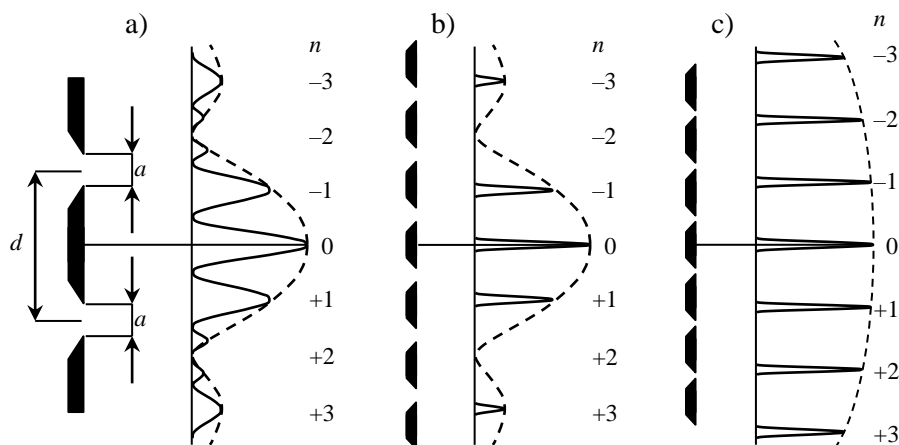 a)
n
–3
–2
–1
0
+1
+2
+3
a
d
a
b)
n
–3
–2
–1
0
+1
+2
+3
c)
n
–3
–2
–1
0
+1
+2
+3